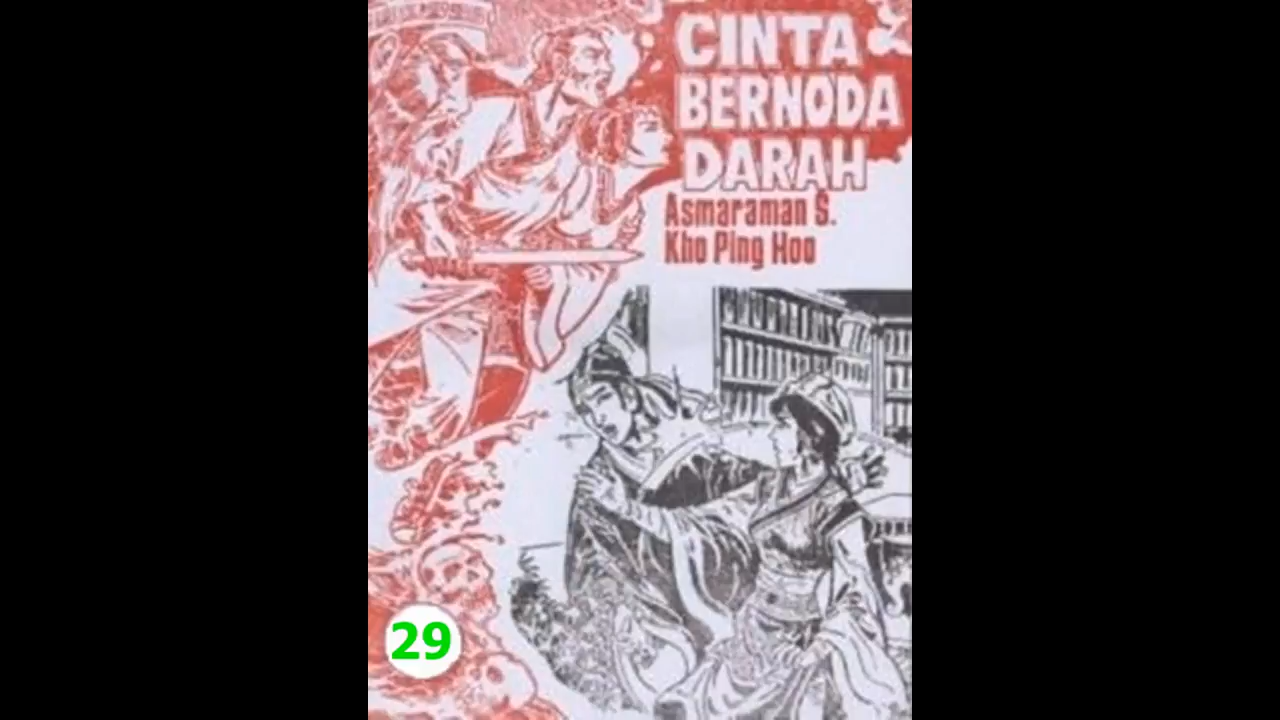 CINTA
BERNODA
DARAH
Asmaraman S.
Kho Ping Hoo
29